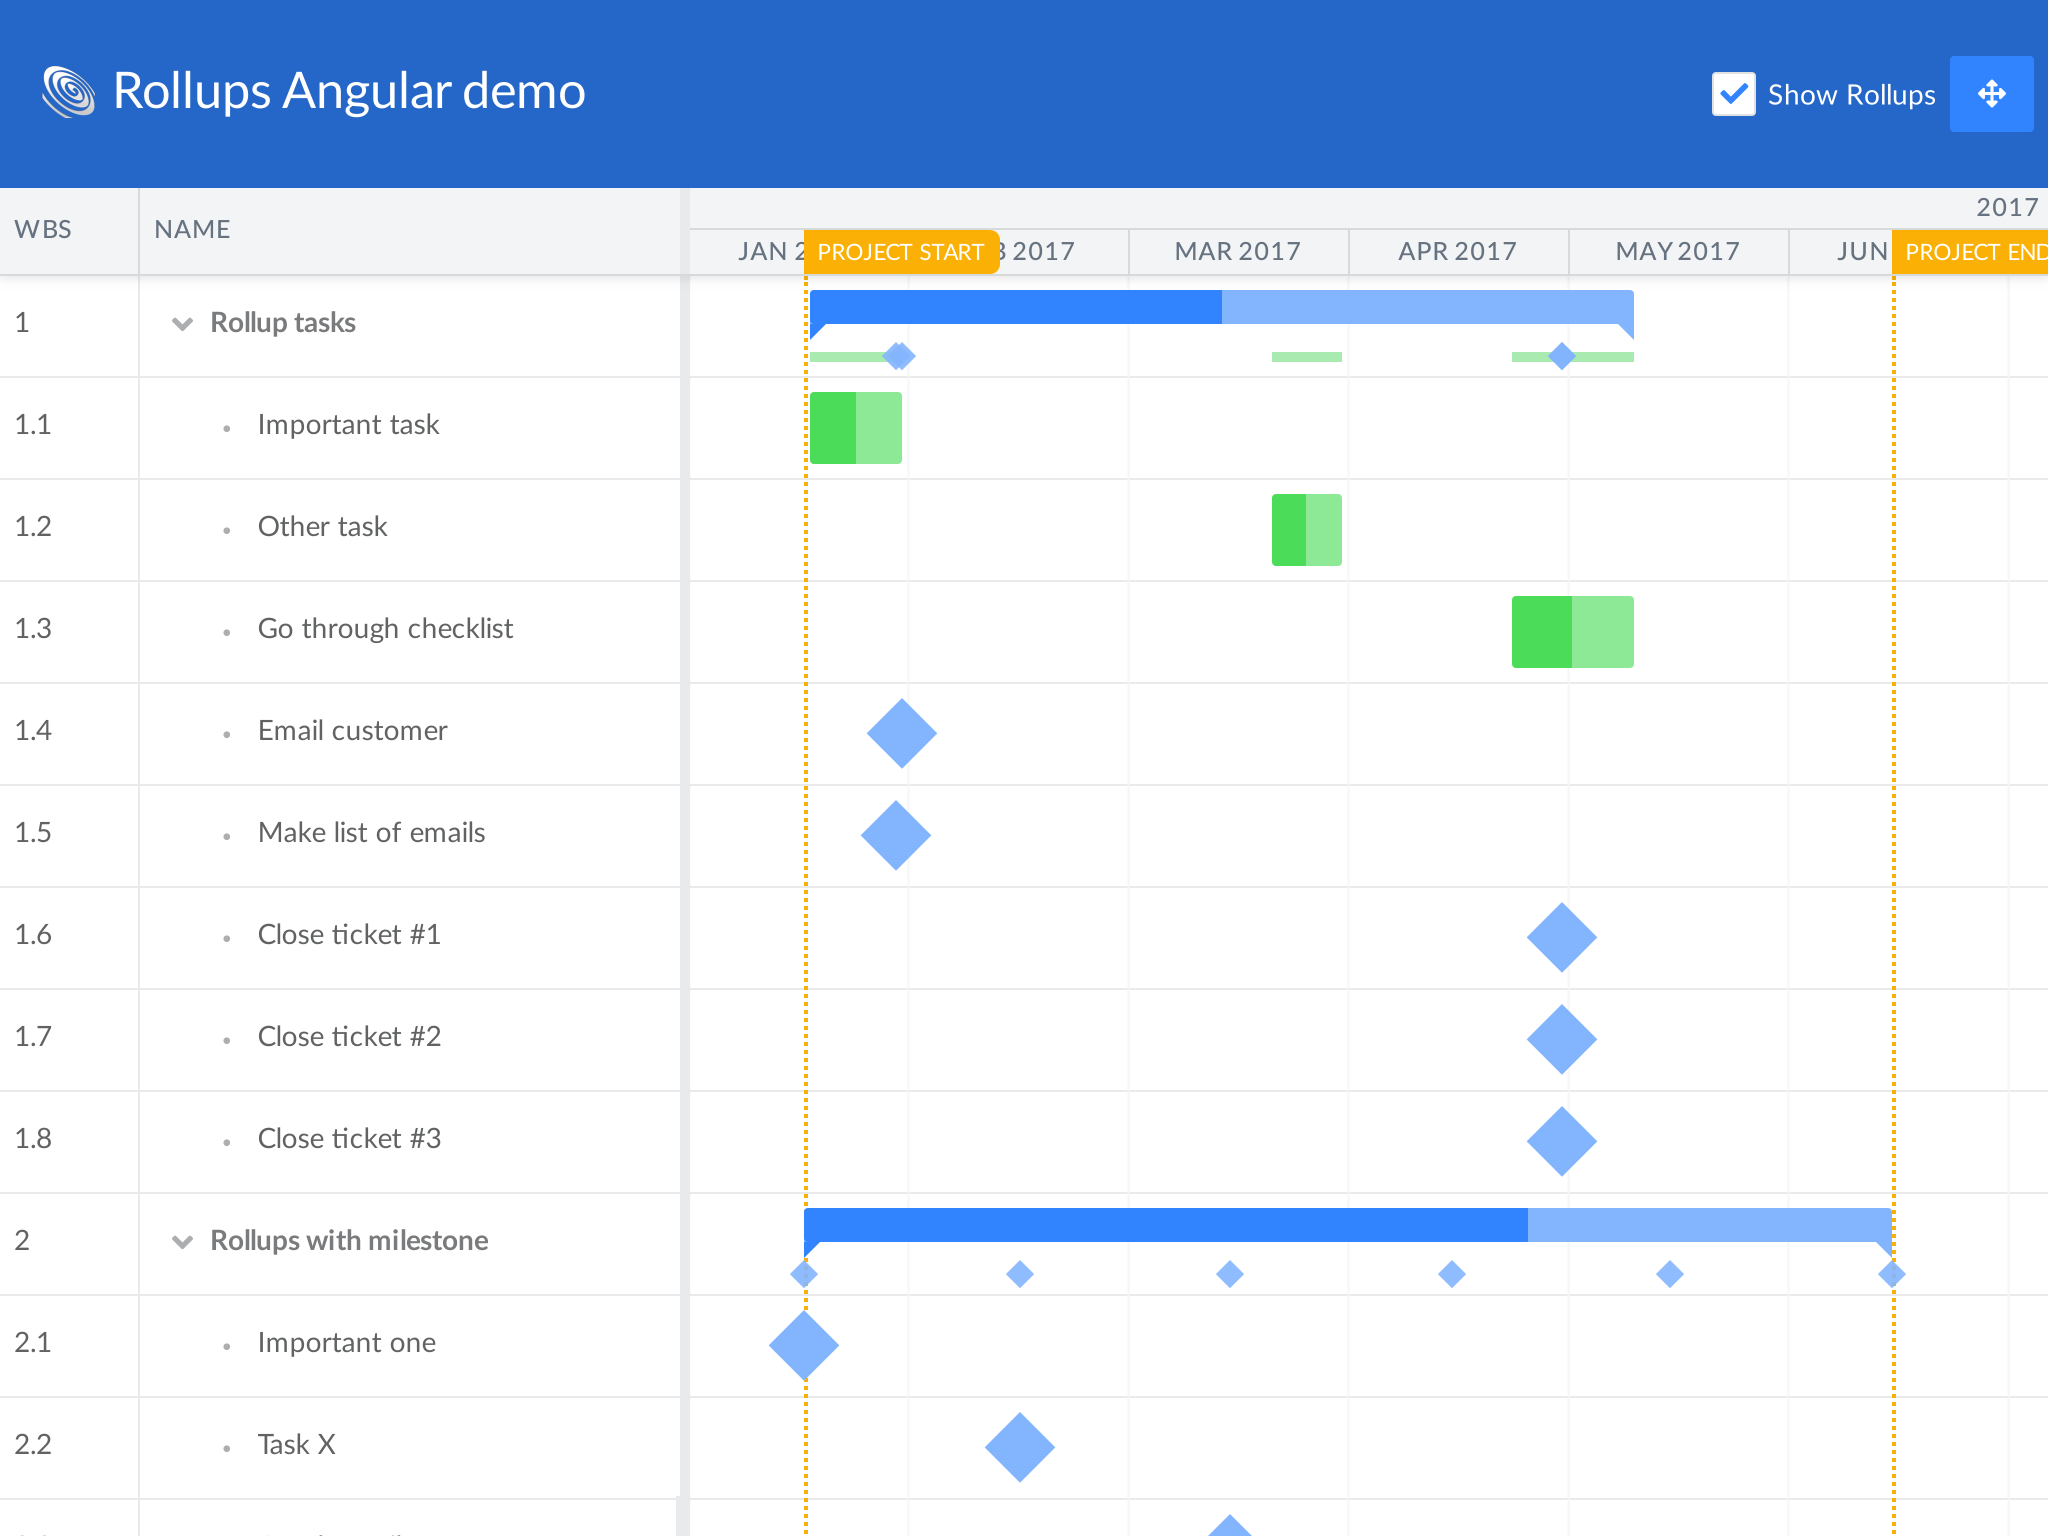 Rollups Angular demo
Show Rollups
WBS
NAME
2017
JAN 2
PROJECT START
2017
MAR 2017
APR 2017
MAY 2017
JUN
PROJECT END
1
Rollup tasks
1.1
Important task
1.2
Other task
1.3
Go through checklist
1.4
Email customer
1.5
Make list of emails
1.6
Close ticket #1
1.7
Close ticket #2
1.8
Close ticket #3
2
Rollups with milestone
2.1
Important one
2.2
Task X